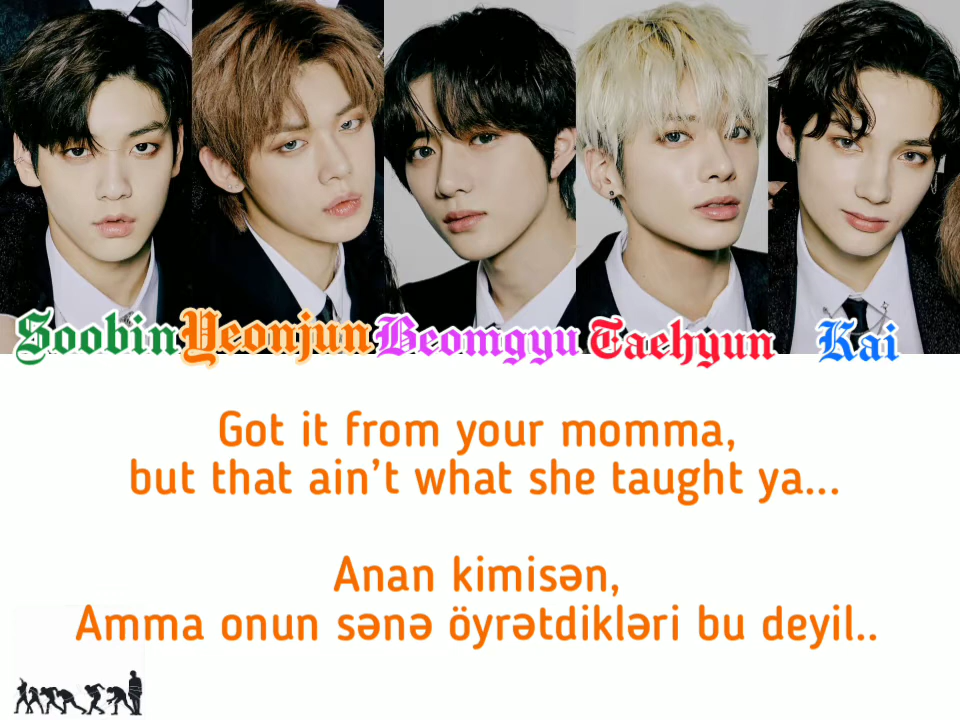 Soobin Yeonjun Beomgyu Taehyun Kai
Got it from your momma,
but that ain’t what she taught ya...
Anan kimisən,
Amma onun sənə öyrətdikləri bu deyil..